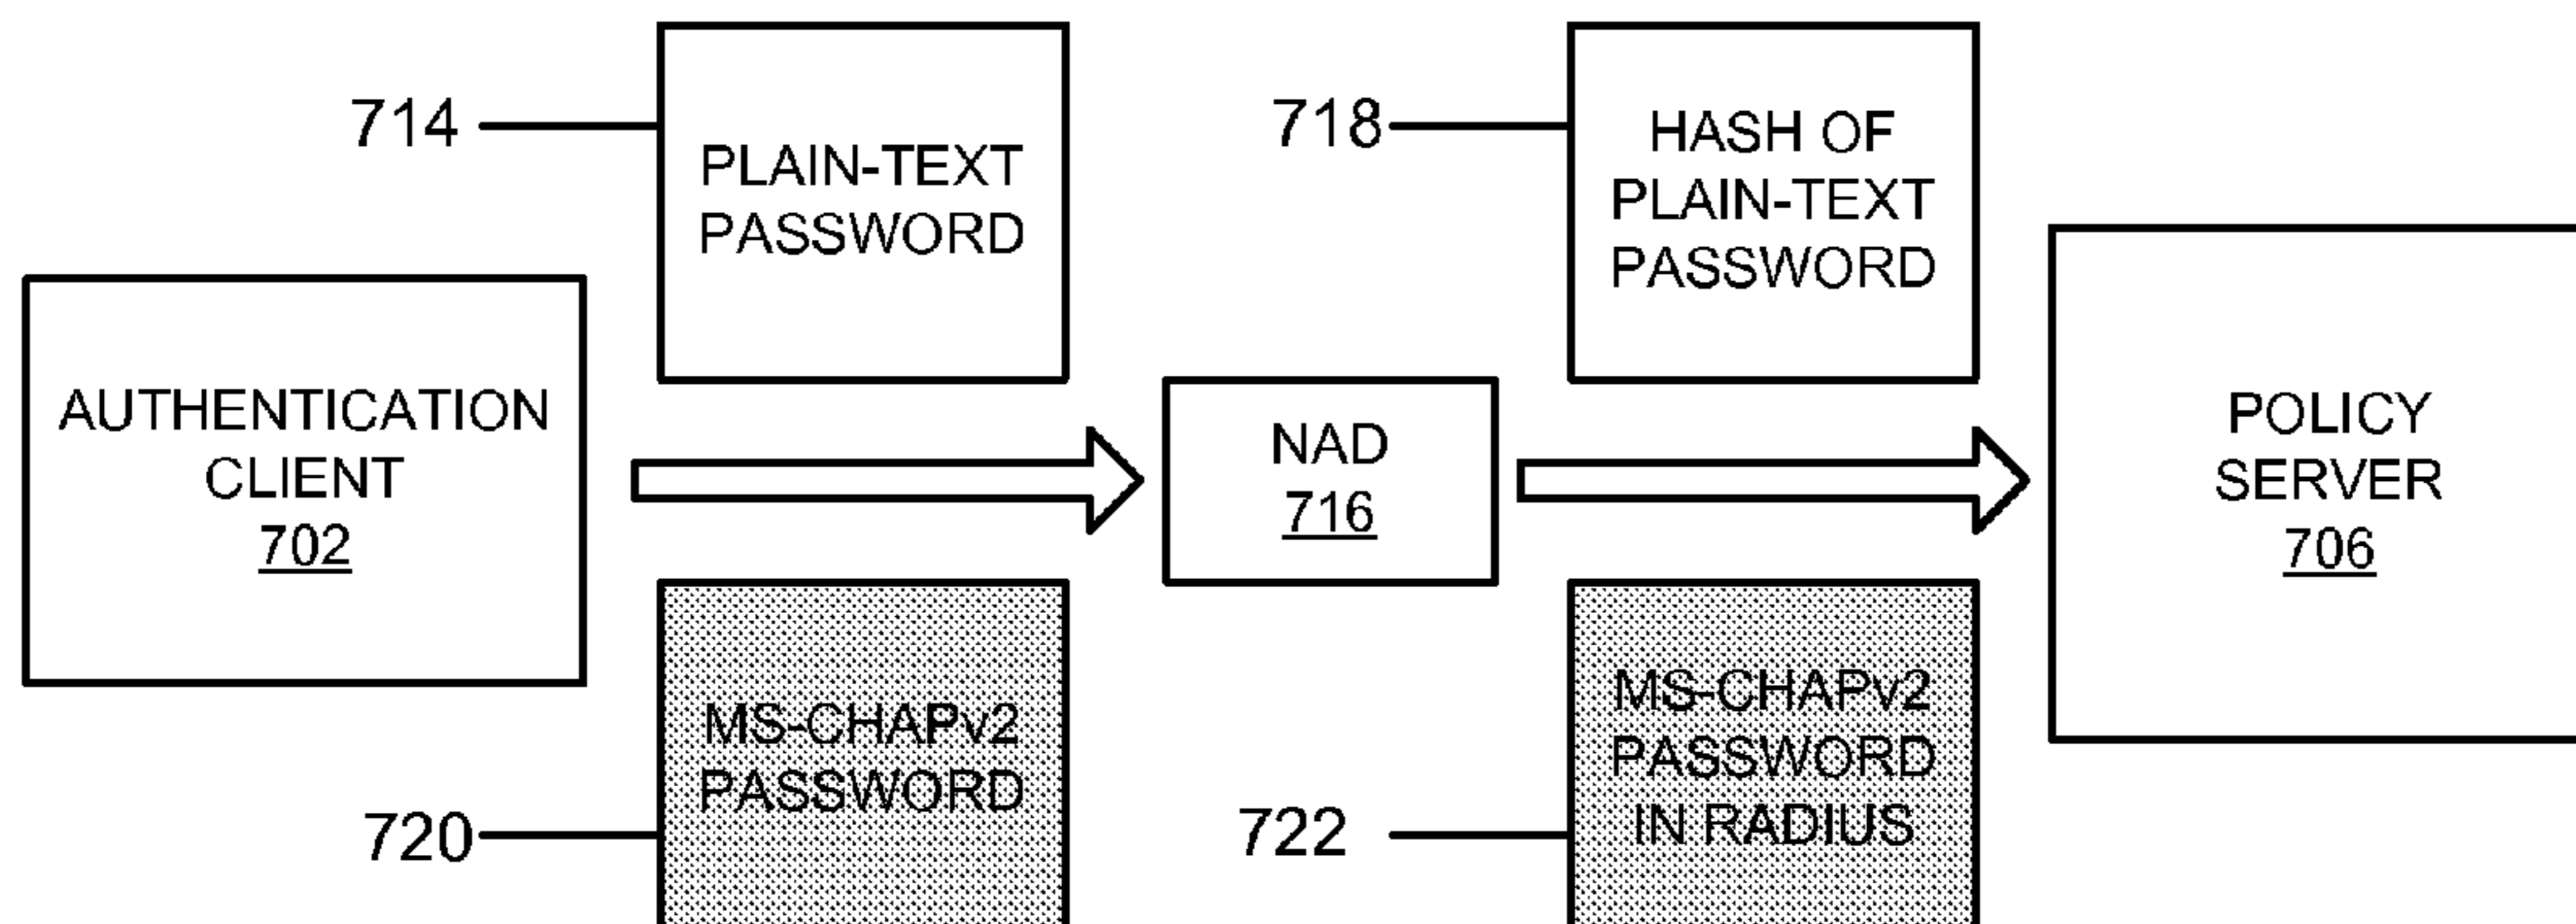 714
PLAIN-TEXT
PASSWORD
718
HASH OF
PLAIN-TEXT
PASSWORD
AUTHENTICATION
CLIENT
702
NAD
716
POLICY
SERVER
706
720
MS-CHAPv2
PASSWORD
722
MS-CHAPv2
PASSWORD
IN RADIUS